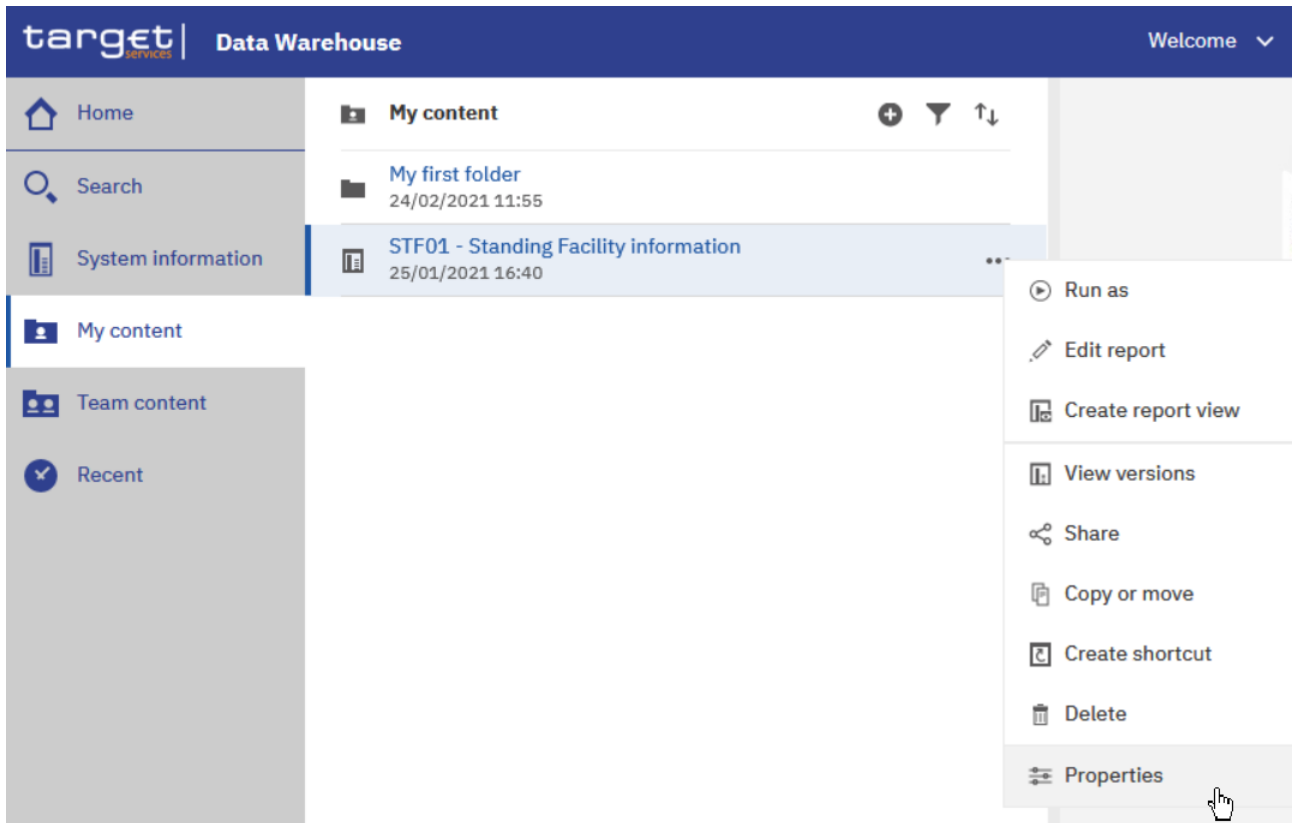 target services | Data Warehouse
Welcome
Home
Search
System information
My content
Team content
Recent
My content
My first folder
24/02/2021 11:55
STF01 - Standing Facility information
25/01/2021 16:40
Run as
Edit report
Create report view
View versions
Share
Copy or move
Create shortcut
Delete
Properties